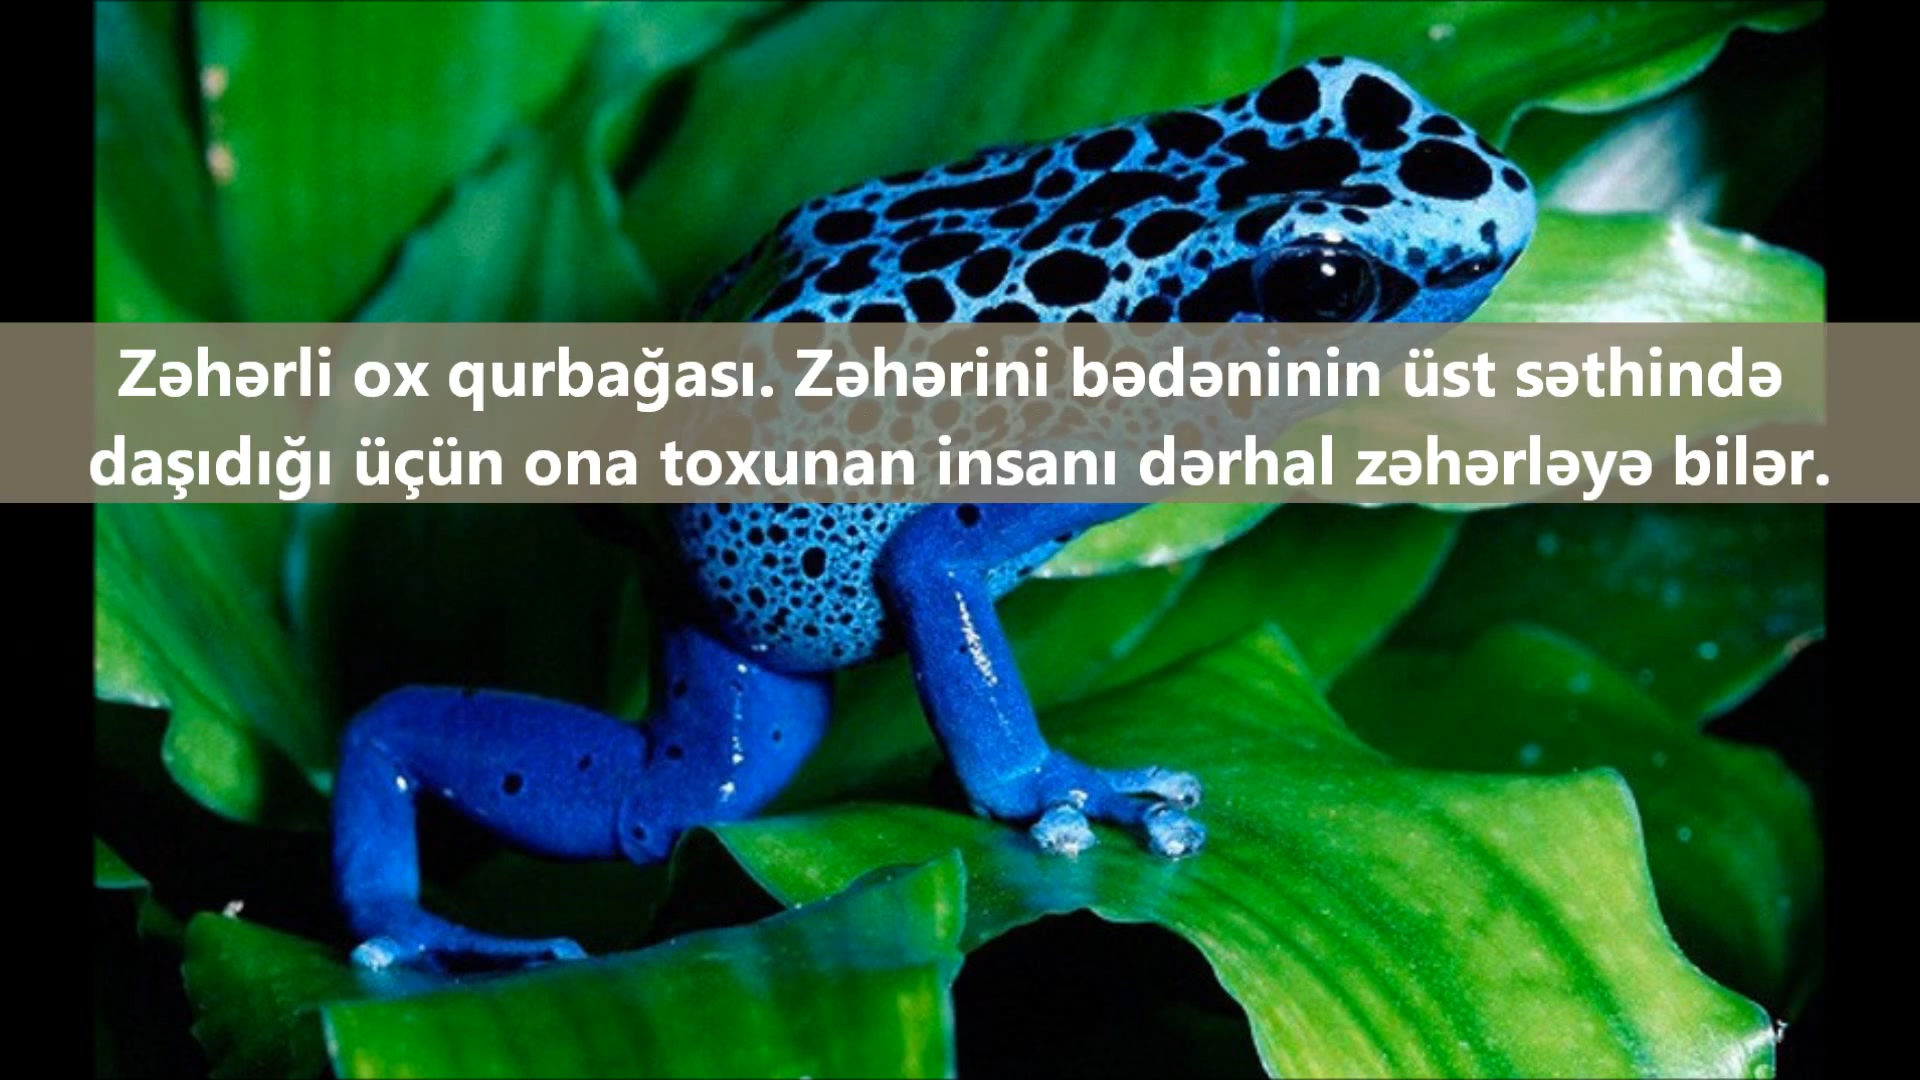 Zəhərli ox qurbağası. Zəhərini bədəninin üst səthində
daşıdığı üçün ona toxunan insanı dərhal zəhərləyə bilər.